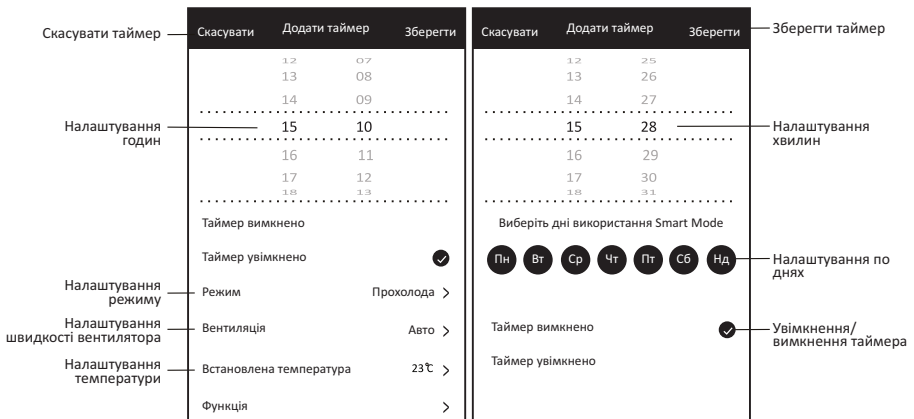 Скасувати таймер
Скасувати Додати таймер Зберегти
Скасувати Додати таймер Зберегти
Зберегти таймер
12 07
13 08
14 09
15 10
16 11
17 12
18 13
Налаштування
годин
12 25
13 26
14 27
15 28
16 29
17 30
18 31
Налаштування
хвилин
Таймер вимкнено
Таймер увімкнено
Налаштування
режиму
Режим Прохолода >
Налаштування
швидкості вентилятора
Вентиляція Авто >
Налаштування
температури
Встановлена температура 23℃ >
Функція >
Виберіть дні використання Smart Mode
Пн Вт Ср Чт Пт Сб Нд
Налаштування по
днях
Таймер вимкнено
Увімкнення/
вимкнення таймера
Таймер увімкнено